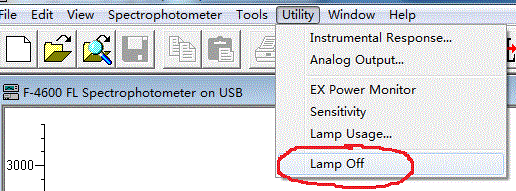 File Edit View Spectrophotometer Tools Utility Window Help
Instrumental Response...
Analog Output...
EX Power Monitor
F-4600 FL Spectrophotometer on USB
Sensitivity
Lamp Usage...
Lamp Off
3000